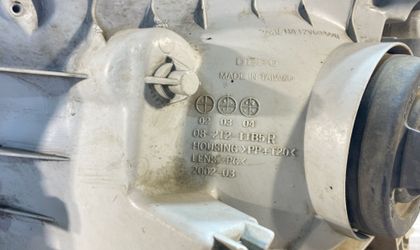 DEPO
MADE IN TAIWAN
02 03 04
08-212-11B5R
HOUSING >PP+T20<
LENS >PC<
2002-03